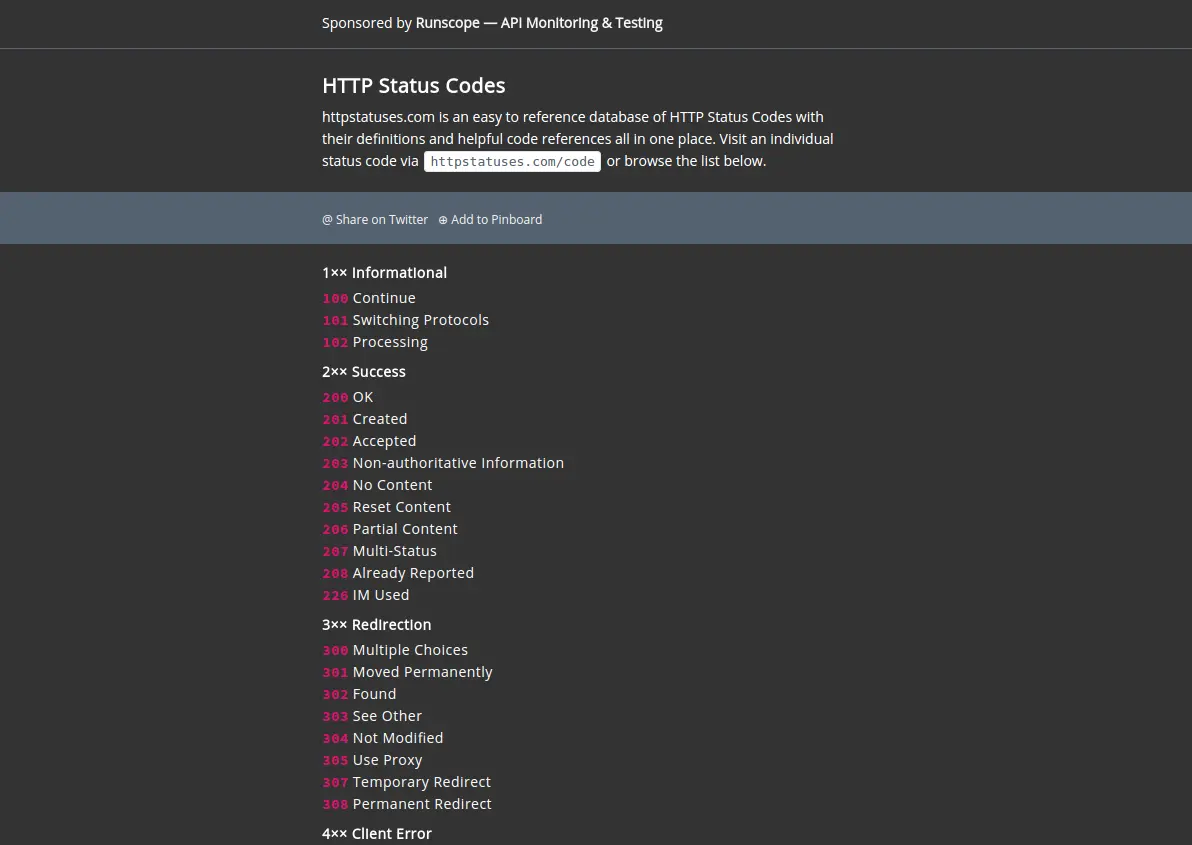 Sponsored by Runscope — API Monitoring & Testing
HTTP Status Codes
httpstatuses.com is an easy to reference database of HTTP Status Codes with
their definitions and helpful code references all in one place. Visit an individual
status code via httpstatuses.com/code or browse the list below.
@ Share on Twitter ⊕ Add to Pinboard
1×× Informational
100 Continue
101 Switching Protocols
102 Processing
2×× Success
200 OK
201 Created
202 Accepted
203 Non-authoritative Information
204 No Content
205 Reset Content
206 Partial Content
207 Multi-Status
208 Already Reported
226 IM Used
3×× Redirection
300 Multiple Choices
301 Moved Permanently
302 Found
303 See Other
304 Not Modified
305 Use Proxy
307 Temporary Redirect
308 Permanent Redirect
4×× Client Error